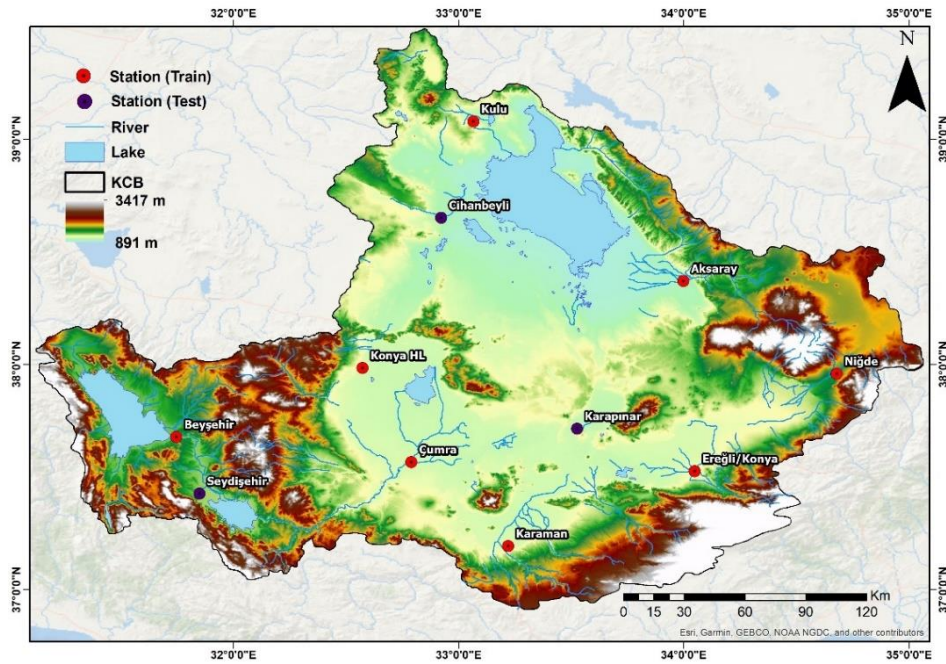 32°0'0"E 33°0'0"E 34°0'0"E 35°0'0"E
N
Station (Train)
Station (Test)
River
Lake
KCB
3417 m
891 m
39°0'0"N
38°0'0"N
37°0'0"N
Kulu
Cihanbeyli
Aksaray
Konya HL
Niğde
Beyşehir
Karapınar
Çumra
Ereğli/Konya
Seydişehir
Karaman
39°0'0"N
38°0'0"N
37°0'0"N
Km
0 15 30 60 90 120
Esri, Garmin, GEBCO, NOAA NGDC, and other contributors
32°0'0"E 33°0'0"E 34°0'0"E 35°0'0"E